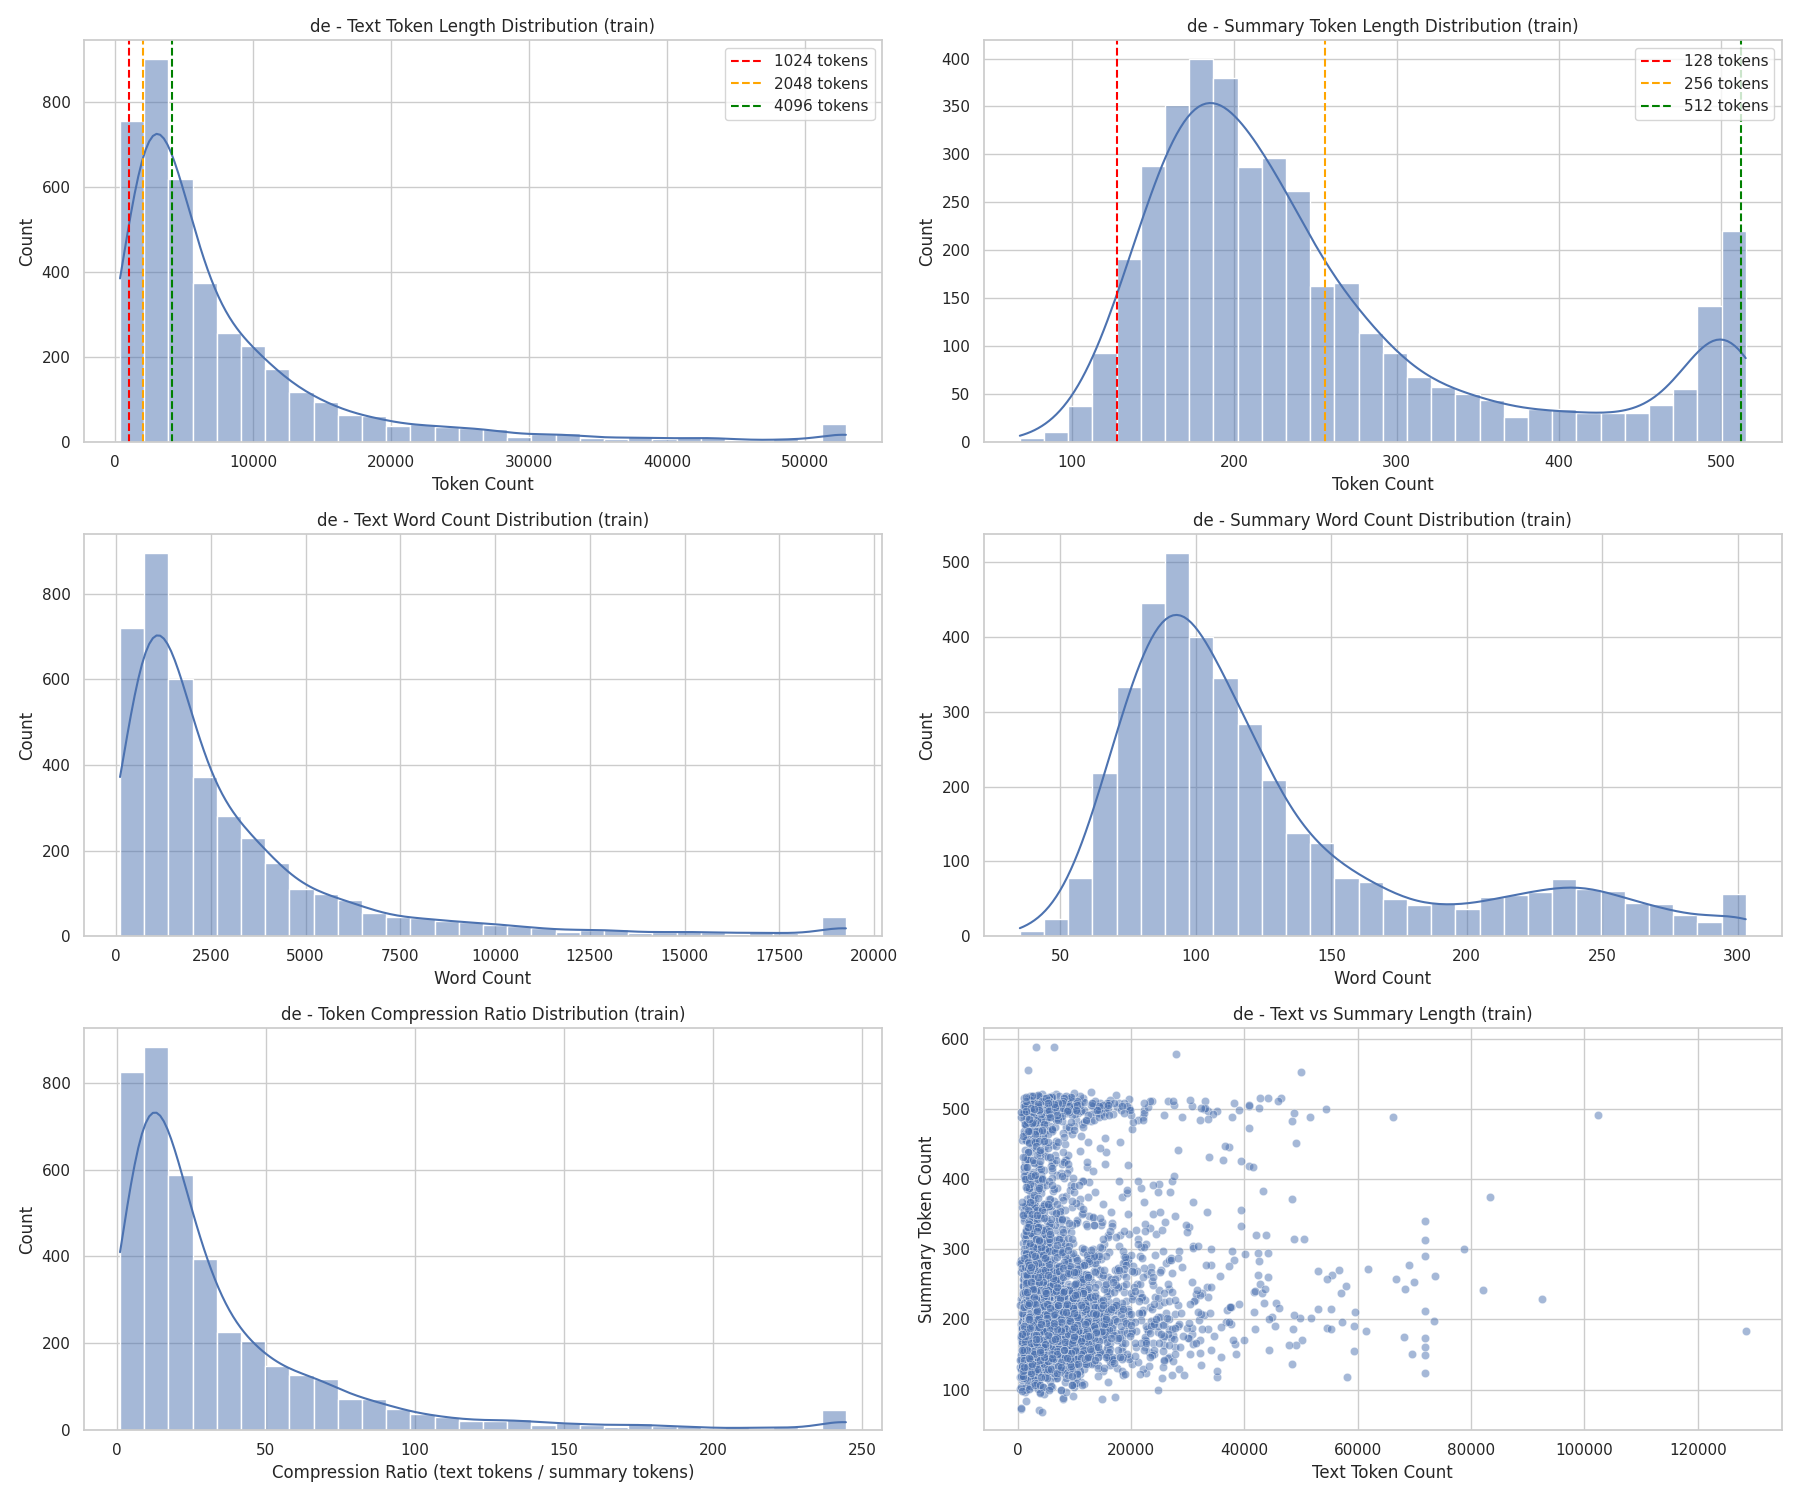 de - Text Token Length Distribution (train)
1024 tokens
2048 tokens
4096 tokens
800
600
400
200
0
Count
0 10000 20000 30000 40000 50000
Token Count
de - Summary Token Length Distribution (train)
128 tokens
256 tokens
512 tokens
400
350
300
250
200
150
100
50
0
Count
100 200 300 400 500
Token Count
de - Text Word Count Distribution (train)
800
600
400
200
0
Count
0 2500 5000 7500 10000 12500 15000 17500 20000
Word Count
de - Summary Word Count Distribution (train)
500
400
300
200
100
0
Count
50 100 150 200 250 300
Word Count
de - Token Compression Ratio Distribution (train)
800
600
400
200
0
Count
0 50 100 150 200 250
Compression Ratio (text tokens / summary tokens)
de - Text vs Summary Length (train)
600
500
400
300
200
100
Summary Token Count
0 20000 40000 60000 80000 100000 120000
Text Token Count